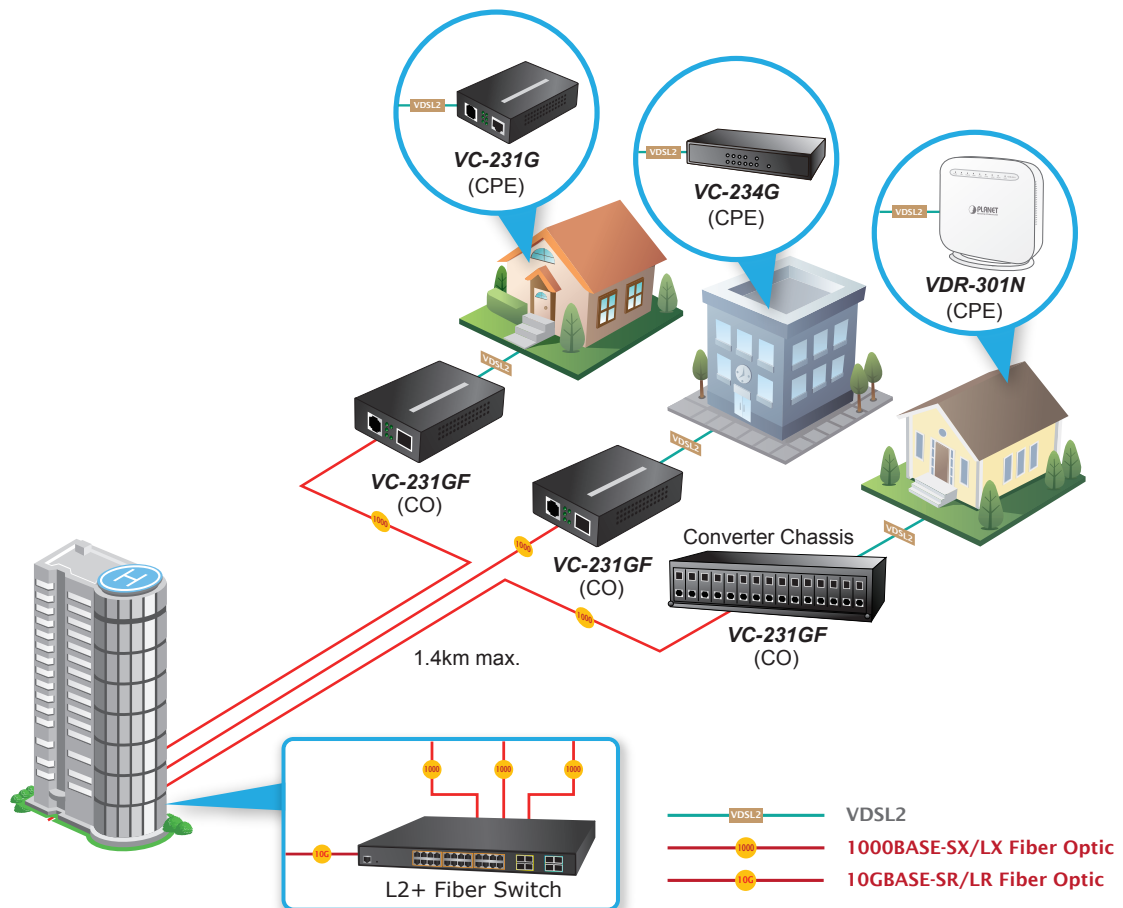 VDSL2
VC-231G
(CPE)
VDSL2
VC-234G
(CPE)
VDSL2
PLANET
VDR-301N
(CPE)
VDSL2
VC-231GF
(CO)
VDSL2
1000
1000
VC-231GF
(CO)
Converter Chassis
VDSL2
1000
VC-231GF
(CO)
1.4km max.
H
1000
1000
1000
10G
L2+ Fiber Switch
VDSL2
VDSL2
1000
1000BASE-SX/LX Fiber Optic
10G
10GBASE-SR/LR Fiber Optic